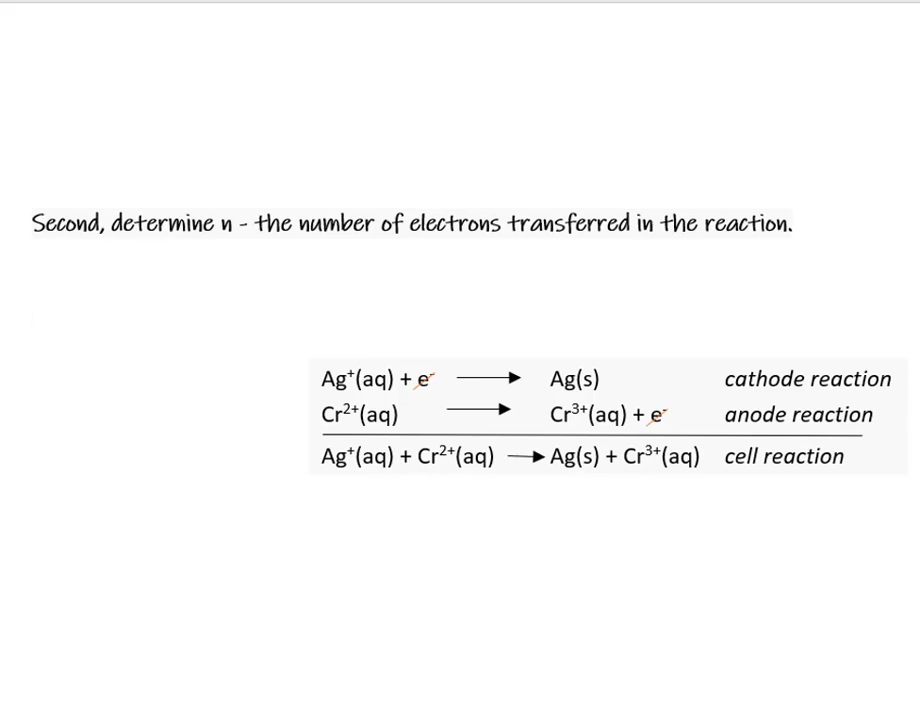 Second, determine n - the number of electrons transferred in the reaction.
Ag⁺(aq) + e⁻ ⟶ Ag(s) cathode reaction
Cr²⁺(aq) ⟶ Cr³⁺(aq) + e⁻ anode reaction
Ag⁺(aq) + Cr²⁺(aq) ⟶ Ag(s) + Cr³⁺(aq) cell reaction